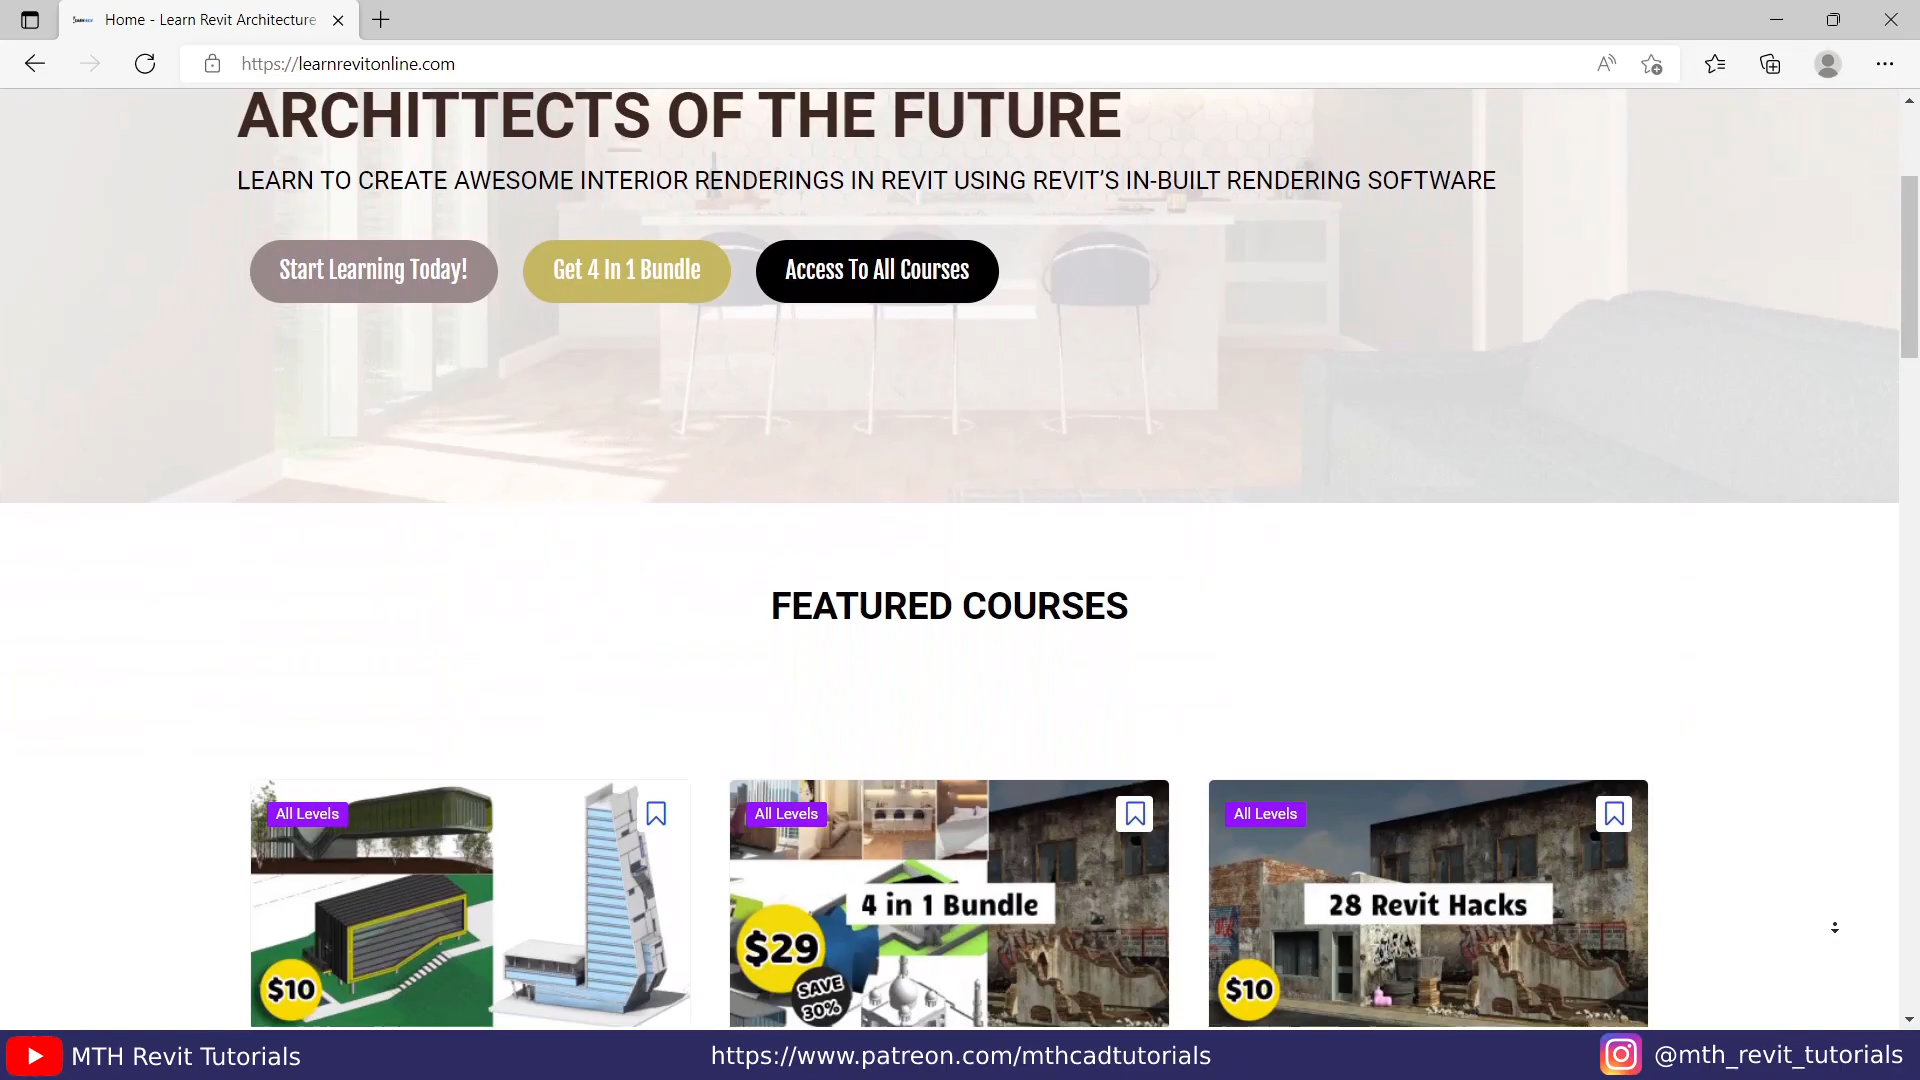 Home - Learn Revit Architecture
https://learnrevitonline.com
ARCHITTECTS OF THE FUTURE
LEARN TO CREATE AWESOME INTERIOR RENDERINGS IN REVIT USING REVIT’S IN-BUILT RENDERING SOFTWARE
Start Learning Today!
Get 4 In 1 Bundle
Access To All Courses
FEATURED COURSES
All Levels
$10
All Levels
4 in 1 Bundle
$29
SAVE
30%
All Levels
28 Revit Hacks
$10
MTH Revit Tutorials
https://www.patreon.com/mthcadtutorials
@mth_revit_tutorials